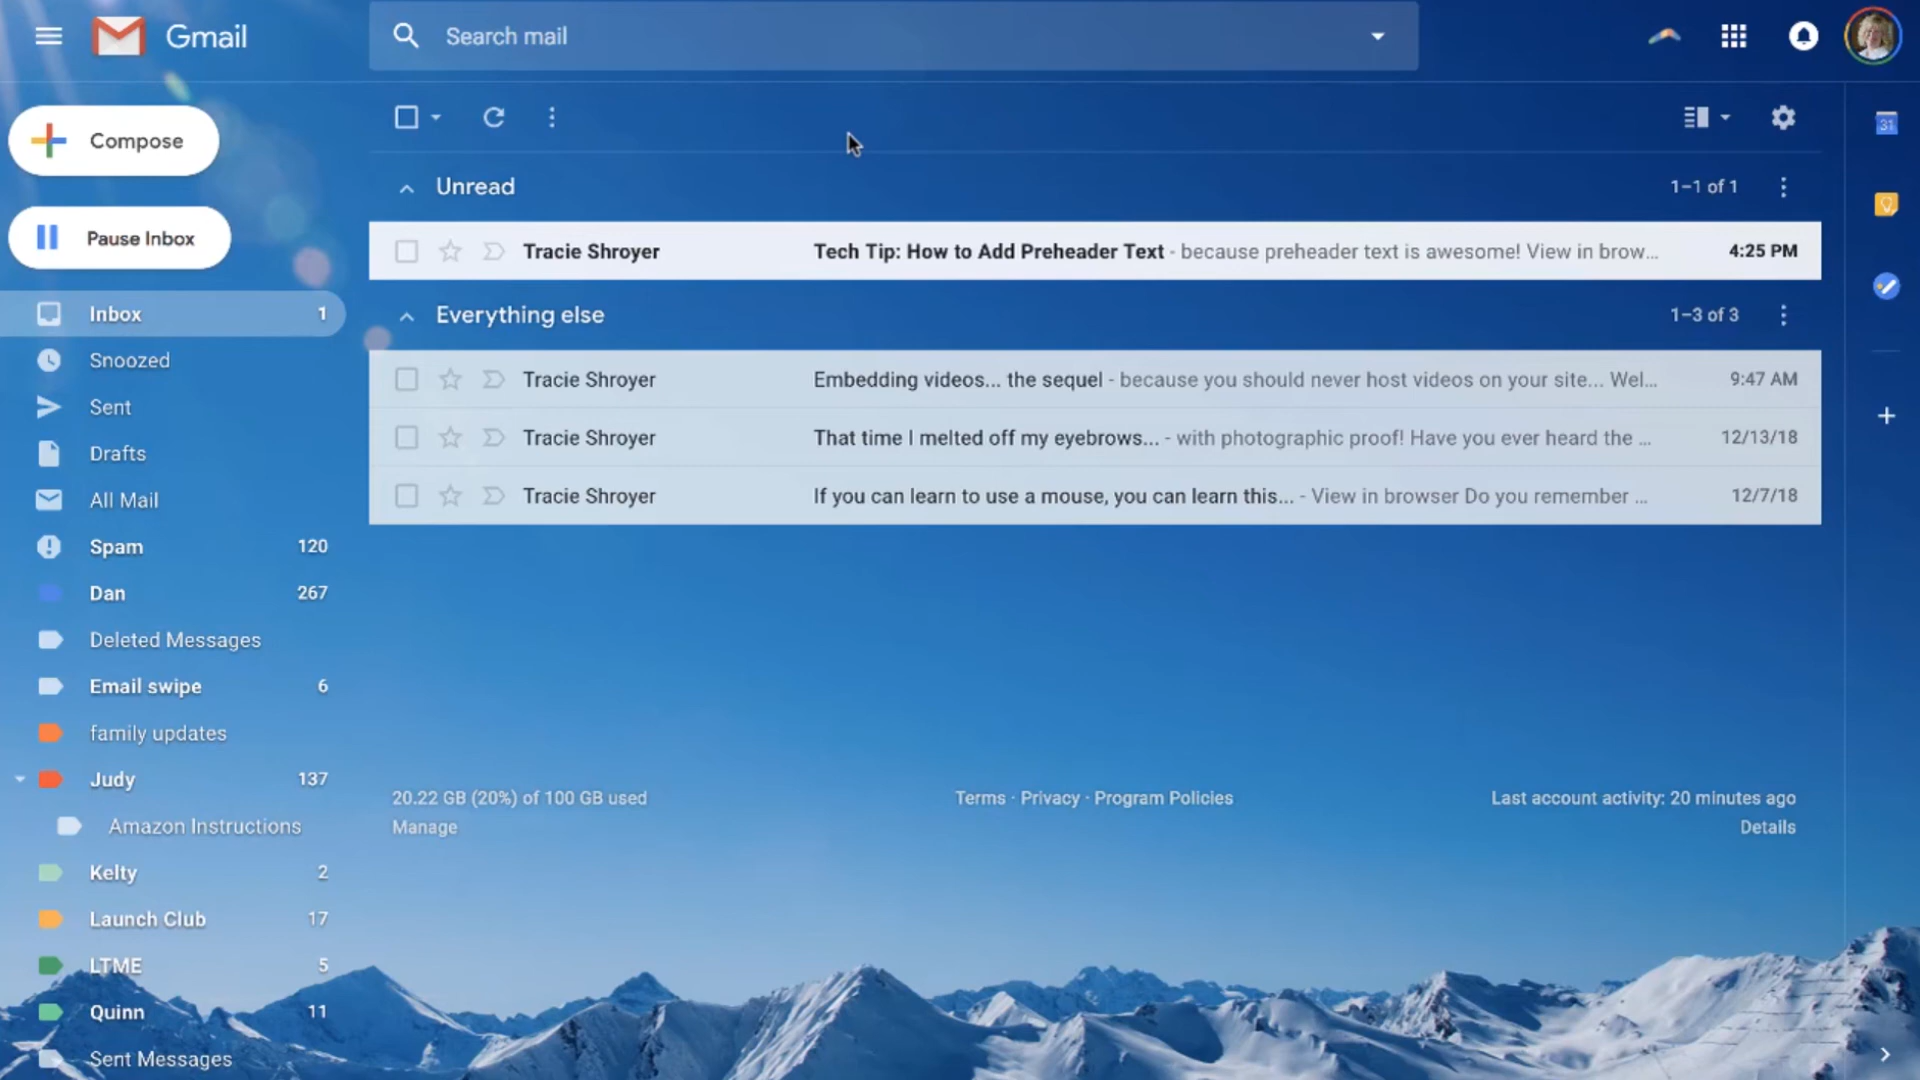 Gmail
Search mail
Compose
Pause Inbox
Inbox 1
Snoozed
Sent
Drafts
All Mail
Spam 120
Dan 267
Deleted Messages
Email swipe 6
family updates
Judy 137
Amazon Instructions
Kelty 2
Launch Club 17
LTME 5
Quinn 11
Sent Messages
Unread 1–1 of 1
Tracie Shroyer Tech Tip: How to Add Preheader Text - because preheader text is awesome! View in brow... 4:25 PM
Everything else 1–3 of 3
Tracie Shroyer Embedding videos... the sequel - because you should never host videos on your site... Wel... 9:47 AM
Tracie Shroyer That time I melted off my eyebrows... - with photographic proof! Have you ever heard the ... 12/13/18
Tracie Shroyer If you can learn to use a mouse, you can learn this... - View in browser Do you remember ... 12/7/18
20.22 GB (20%) of 100 GB used
Manage
Terms · Privacy · Program Policies
Last account activity: 20 minutes ago
Details
31